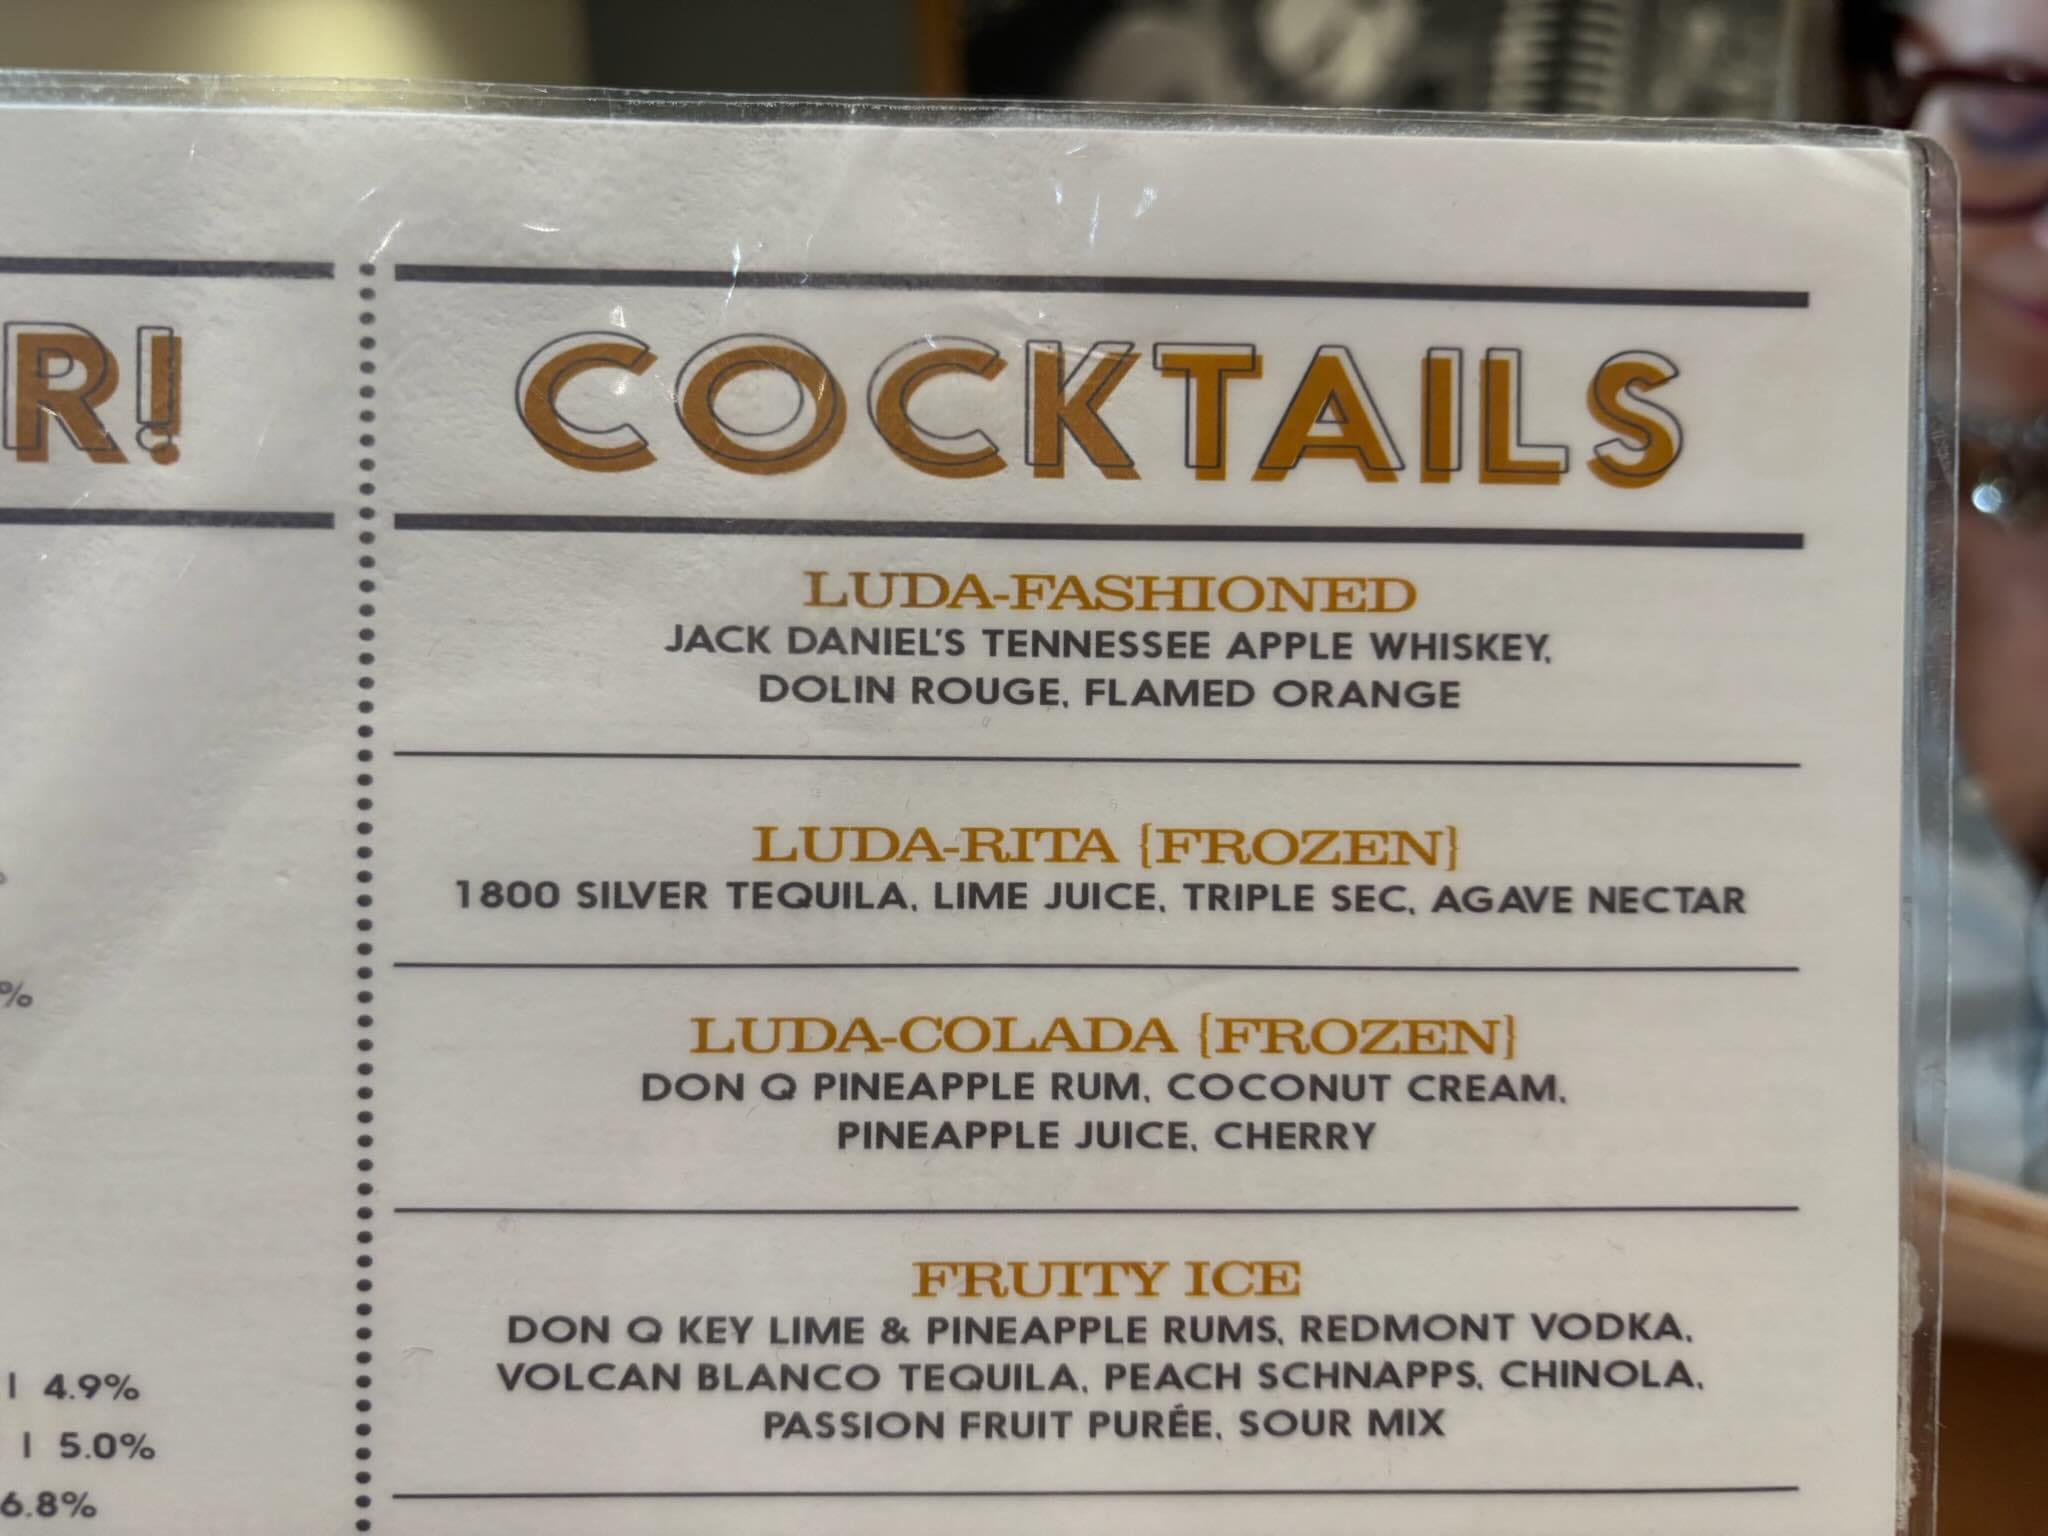 R!
%
| 4.9%
| 5.0%
6.8%
COCKTAILS
LUDA-FASHIONED
JACK DANIEL'S TENNESSEE APPLE WHISKEY,
DOLIN ROUGE, FLAMED ORANGE
LUDA-RITA {FROZEN}
1800 SILVER TEQUILA, LIME JUICE, TRIPLE SEC, AGAVE NECTAR
LUDA-COLADA {FROZEN}
DON Q PINEAPPLE RUM, COCONUT CREAM,
PINEAPPLE JUICE, CHERRY
FRUITY ICE
DON Q KEY LIME & PINEAPPLE RUMS, REDMONT VODKA,
VOLCAN BLANCO TEQUILA, PEACH SCHNAPPS, CHINOLA,
PASSION FRUIT PURÉE, SOUR MIX